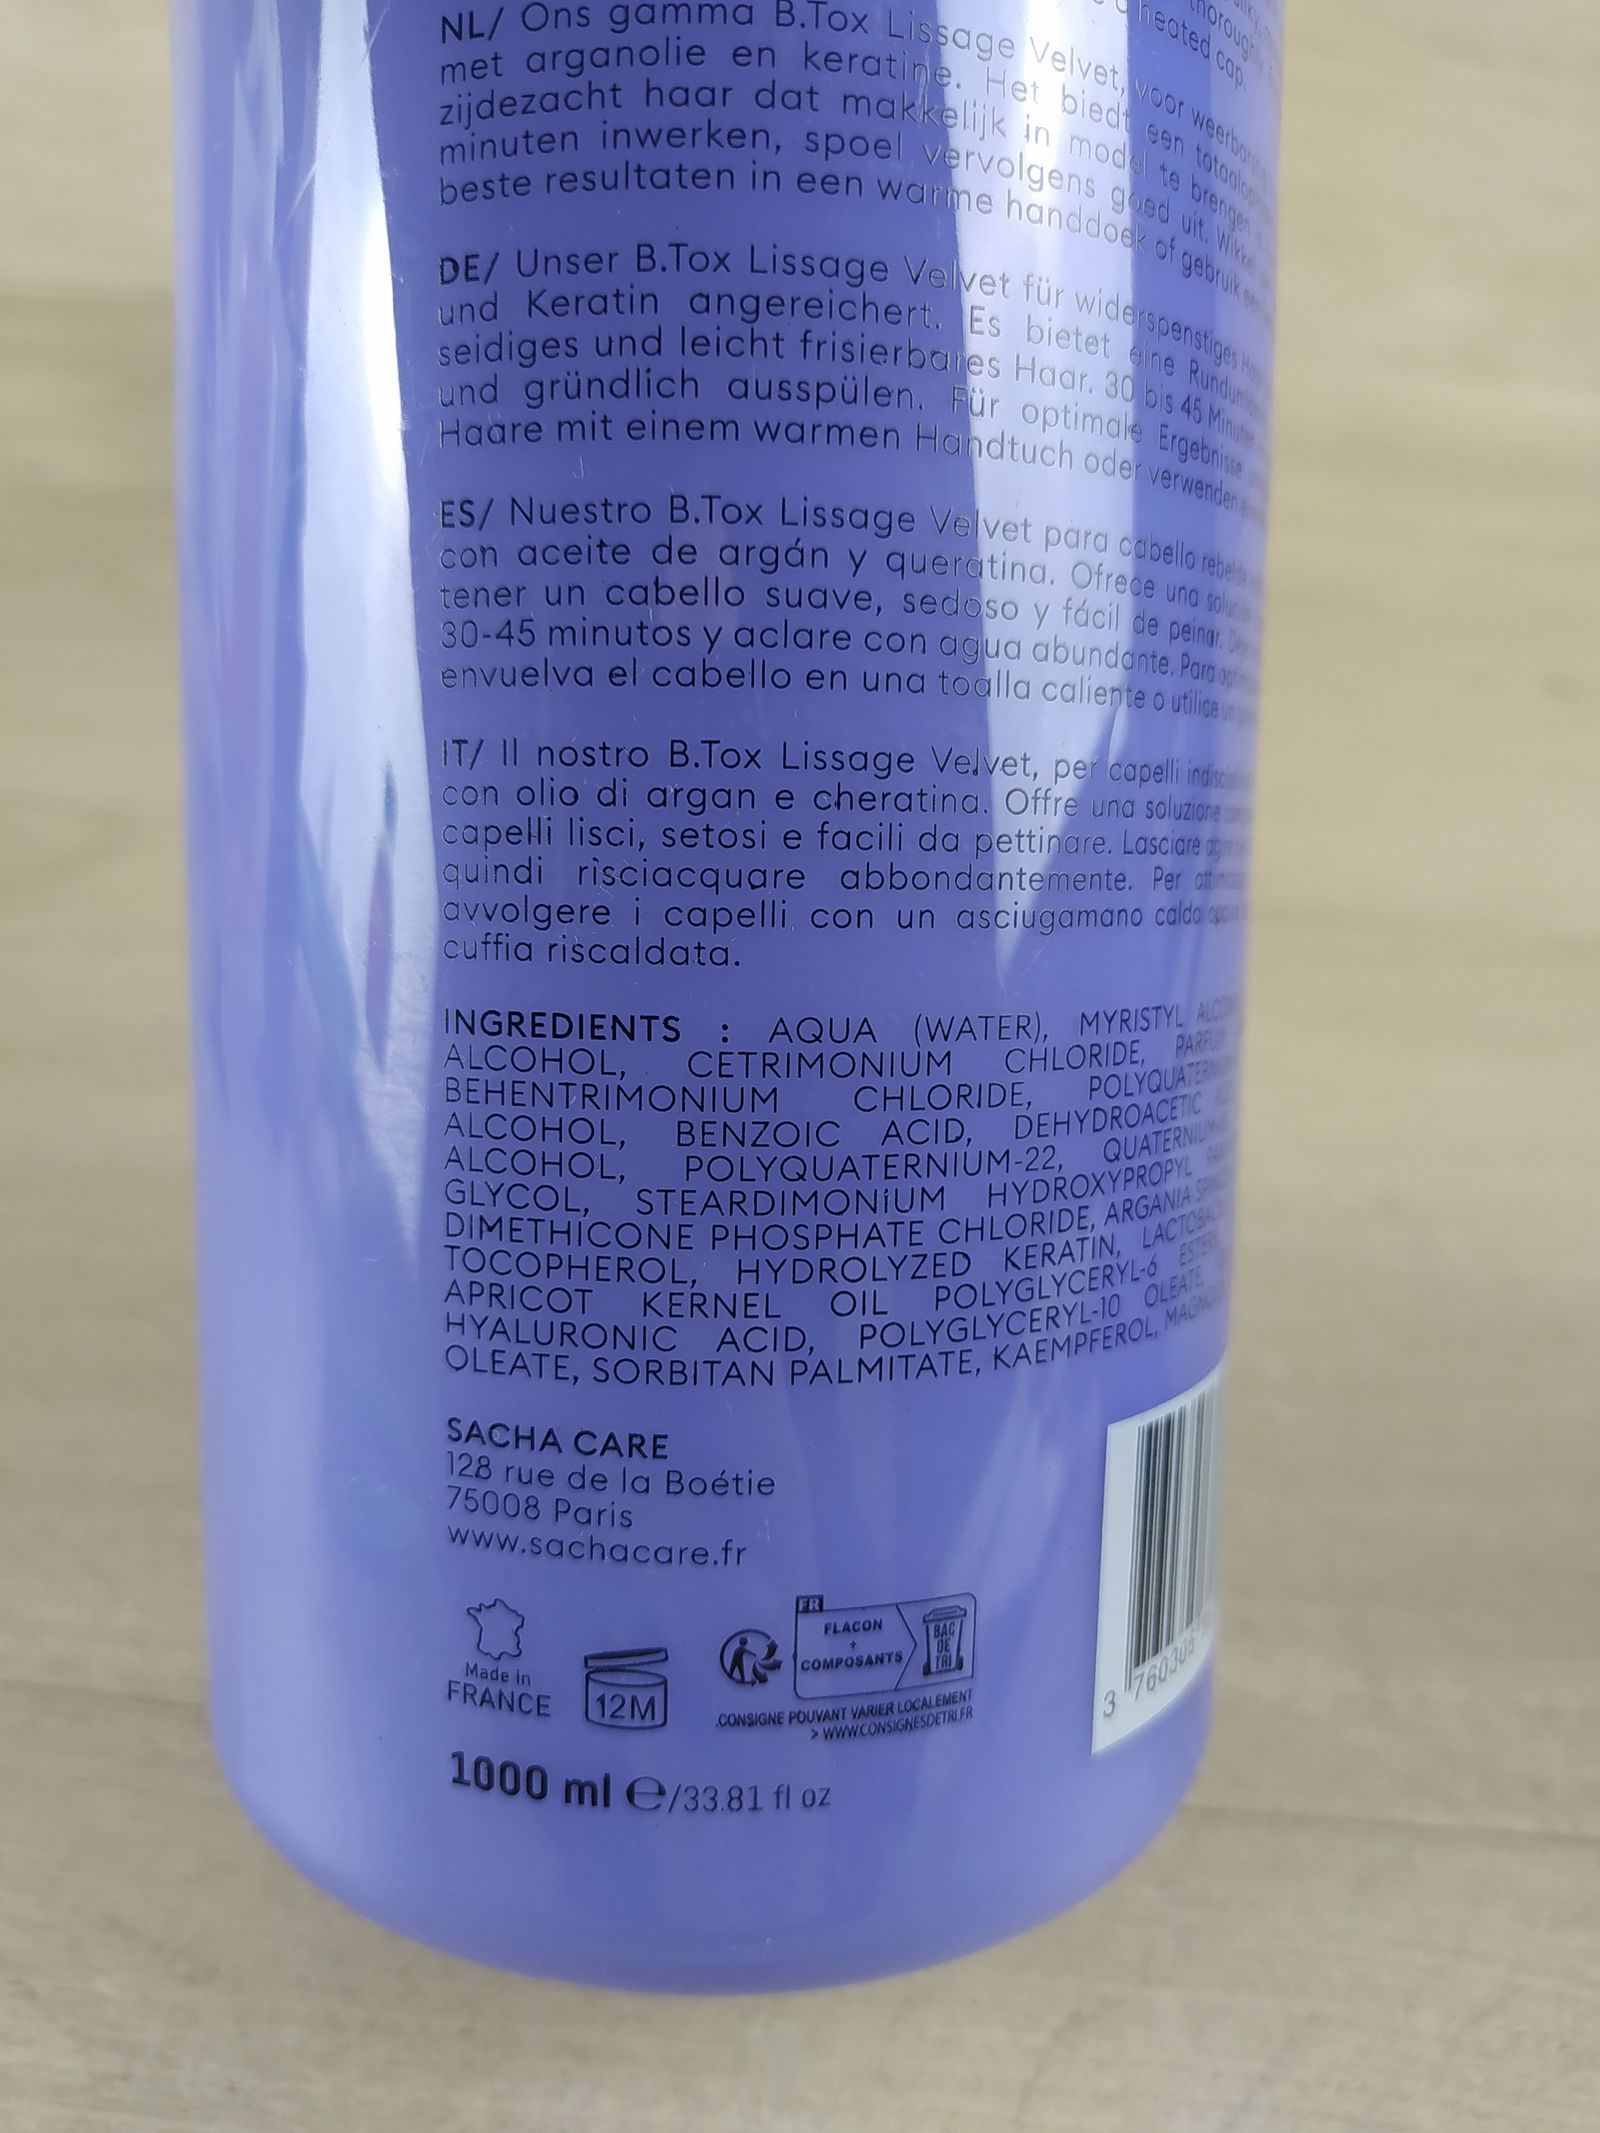 heated cap.
NL/ Ons gamma B.Tox Lissage Velvet, voor
met arganolie en keratine. Het biedt een
zijdezacht haar dat makkelijk in model te brengen
minuten inwerken, spoel vervolgens goed uit. Wikkel
beste resultaten in een warme handdoek of gebruik een
DE/ Unser B.Tox Lissage Velvet für widerspenstiges
und Keratin angereichert. Es bietet eine
seidiges und leicht frisierbares Haar. 30 bis 45 Minuten
und gründlich ausspülen. Für optimale Ergebnisse
Haare mit einem warmen Handtuch oder verwenden
ES/ Nuestro B.Tox Lissage Velvet para cabello
con aceite de argán y queratina. Ofrece una
tener un cabello suave, sedoso y fácil de peinar.
30-45 minutos y aclare con agua abundante. Para
envuelva el cabello en una toalla caliente o utilice un
IT/ Il nostro B.Tox Lissage Velvet, per capelli
con olio di argan e cheratina. Offre una soluzione
capelli lisci, setosi e facili da pettinare. Lasciare
quindi risciacquare abbondantemente. Per
avvolgere i capelli con un asciugamano caldo
cuffia riscaldata.
INGREDIENTS : AQUA (WATER), MYRISTYL
ALCOHOL, CETRIMONIUM CHLORIDE,
BEHENTRIMONIUM CHLORIDE,
ALCOHOL, BENZOIC ACID, DEHYDROACETIC
ALCOHOL, POLYQUATERNIUM-22,
GLYCOL, STEARDIMONIUM HYDROXYPROPYL
DIMETHICONE PHOSPHATE CHLORIDE, ARGANIA
TOCOPHEROL, HYDROLYZED KERATIN,
APRICOT KERNEL OIL POLYGLYCERYL-6
HYALURONIC ACID, POLYGLYCERYL-10 OLEATE,
OLEATE, SORBITAN PALMITATE, KAEMPFEROL,
SACHA CARE
128 rue de la Boétie
75008 Paris
www.sachacare.fr
Made in
FRANCE
12M
FR
FLACON
+
COMPOSANTS
BAC
DE
TRI
CONSIGNE POUVANT VARIER LOCALEMENT
> WWW.CONSIGNESDETRI.FR
3 760305
1000 ml e/33.81 fl oz